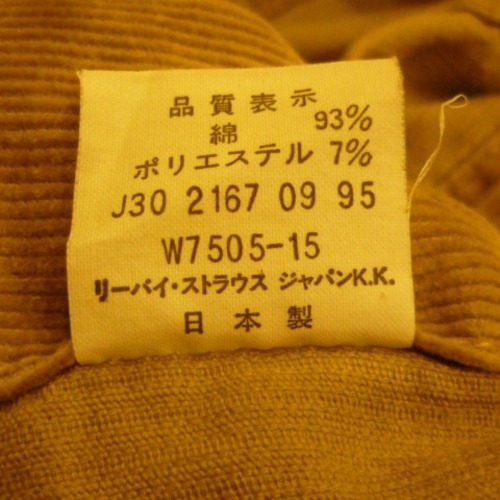 品質表示
綿 93%
ポリエステル 7%
J30 2167 09 95
W7505-15
リーバイ・ストラウス ジャパンK.K.
日本製